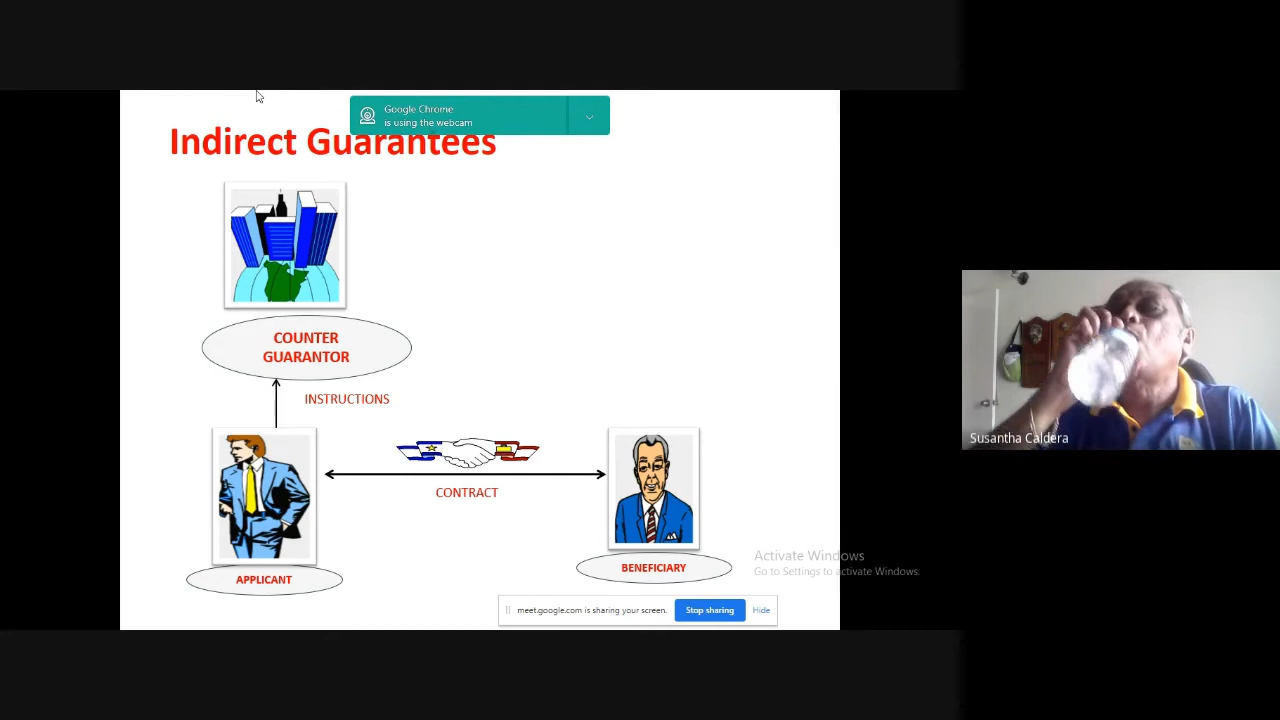 Google Chrome
is using the webcam
Indirect Guarantees
COUNTER
GUARANTOR
INSTRUCTIONS
CONTRACT
APPLICANT
BENEFICIARY
Susantha Caldera
Activate Windows
Go to Settings to activate Windows.
meet.google.com is sharing your screen.
Stop sharing
Hide